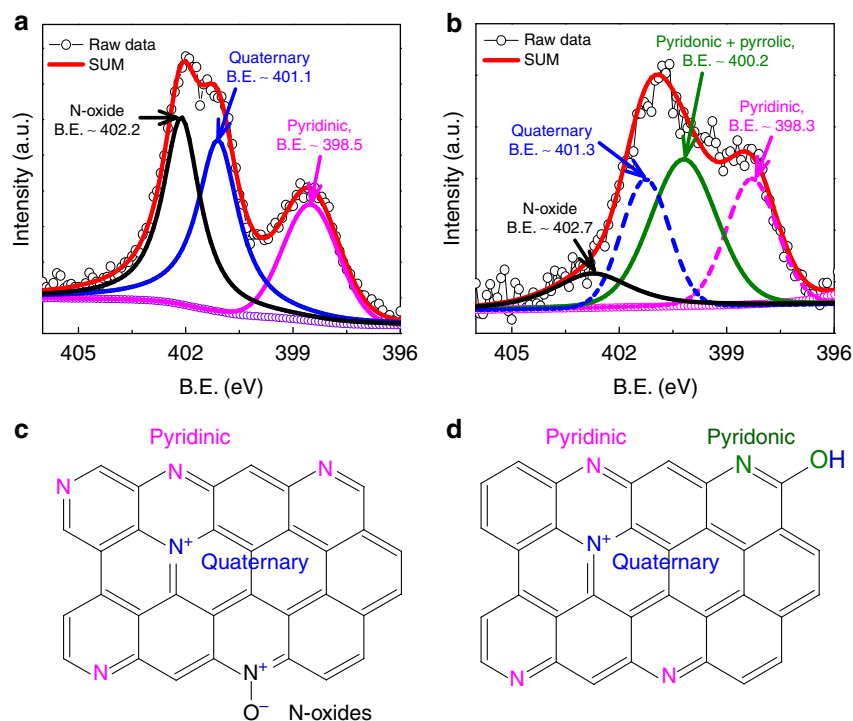 a
Raw data
SUM
Quaternary
B.E. ~ 401.1
N-oxide
B.E. ~ 402.2
Pyridinic,
B.E. ~ 398.5
Intensity (a.u.)
405 402 399 396
B.E. (eV)
b
Raw data
SUM
Pyridonic + pyrrolic,
B.E. ~ 400.2
Quaternary
B.E. ~ 401.3
Pyridinic,
B.E. ~ 398.3
N-oxide
B.E. ~ 402.7
Intensity (a.u.)
405 402 399 396
B.E. (eV)
c
Pyridinic
N N N
N+
Quaternary
N
N+
O− N-oxides
d
Pyridinic Pyridonic
N N OH
N+
Quaternary
N N